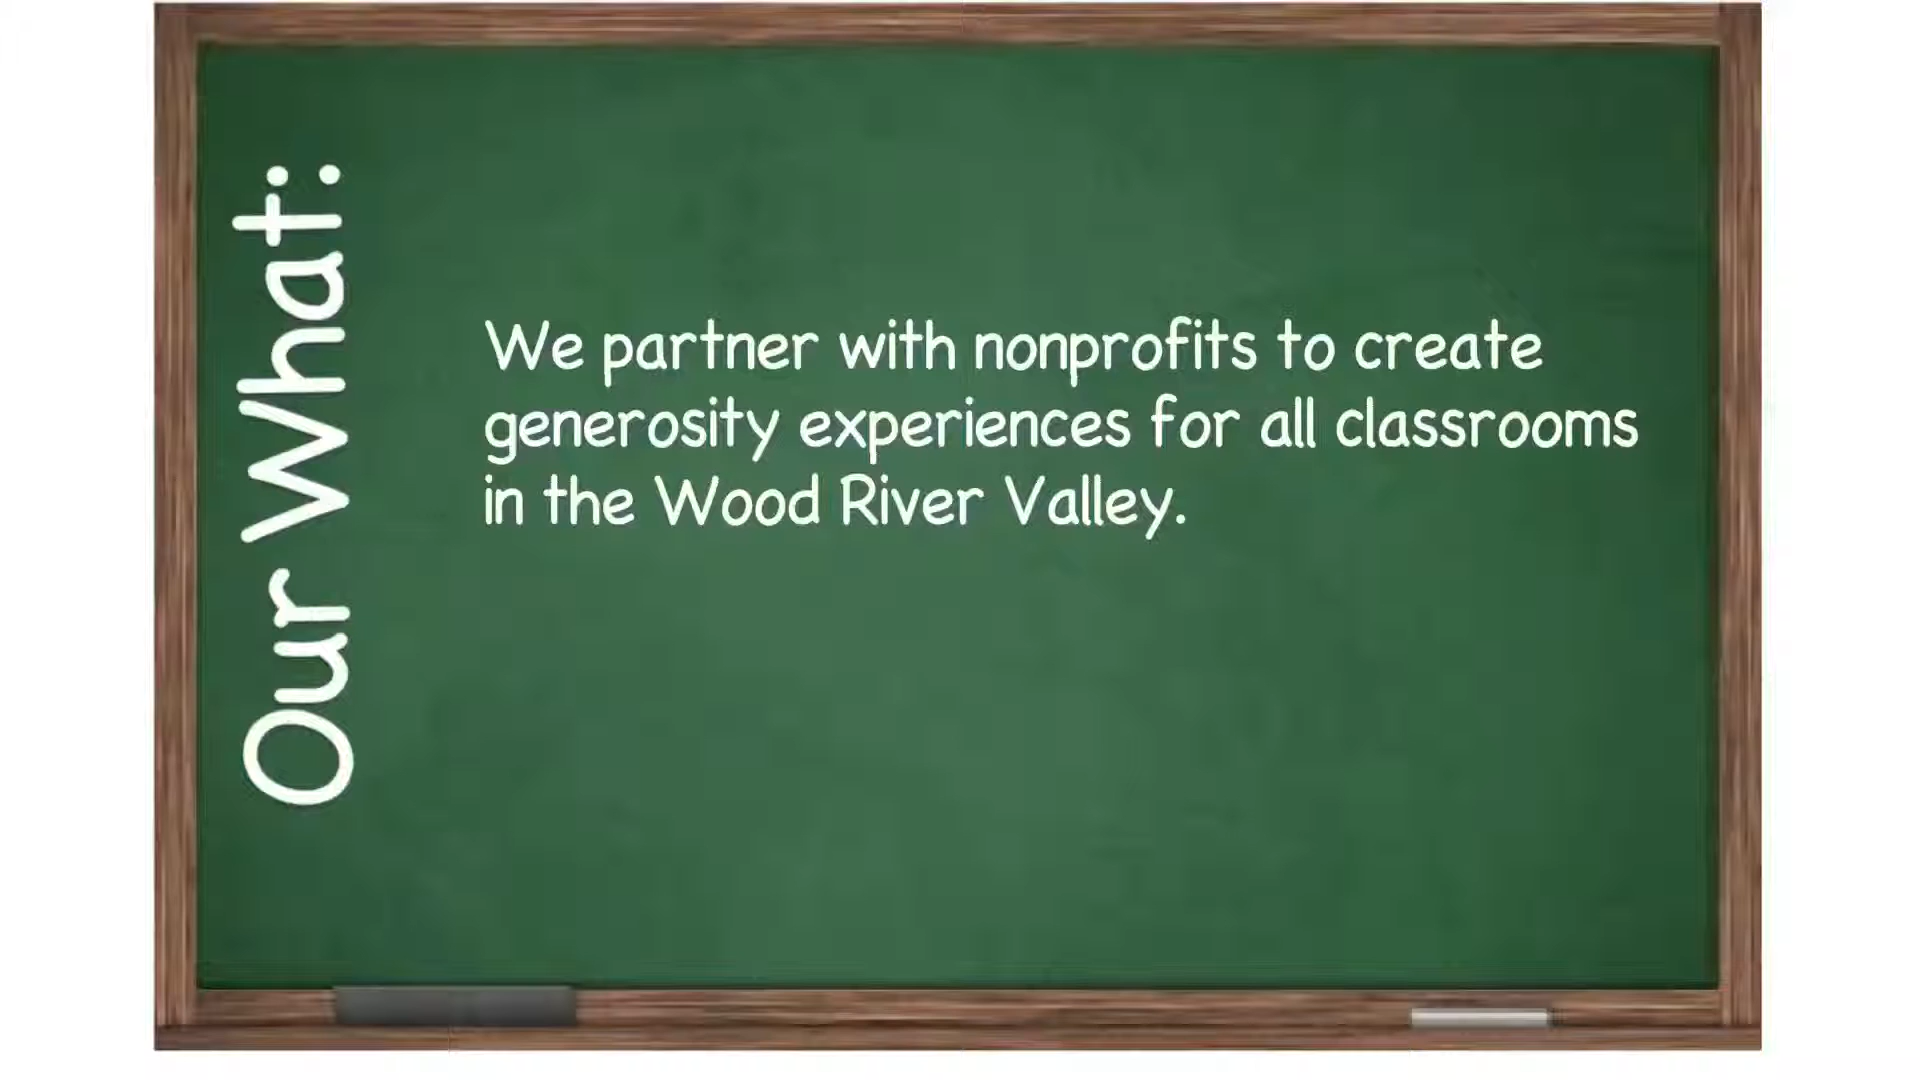 Our What:
We partner with nonprofits to create
generosity experiences for all classrooms
in the Wood River Valley.